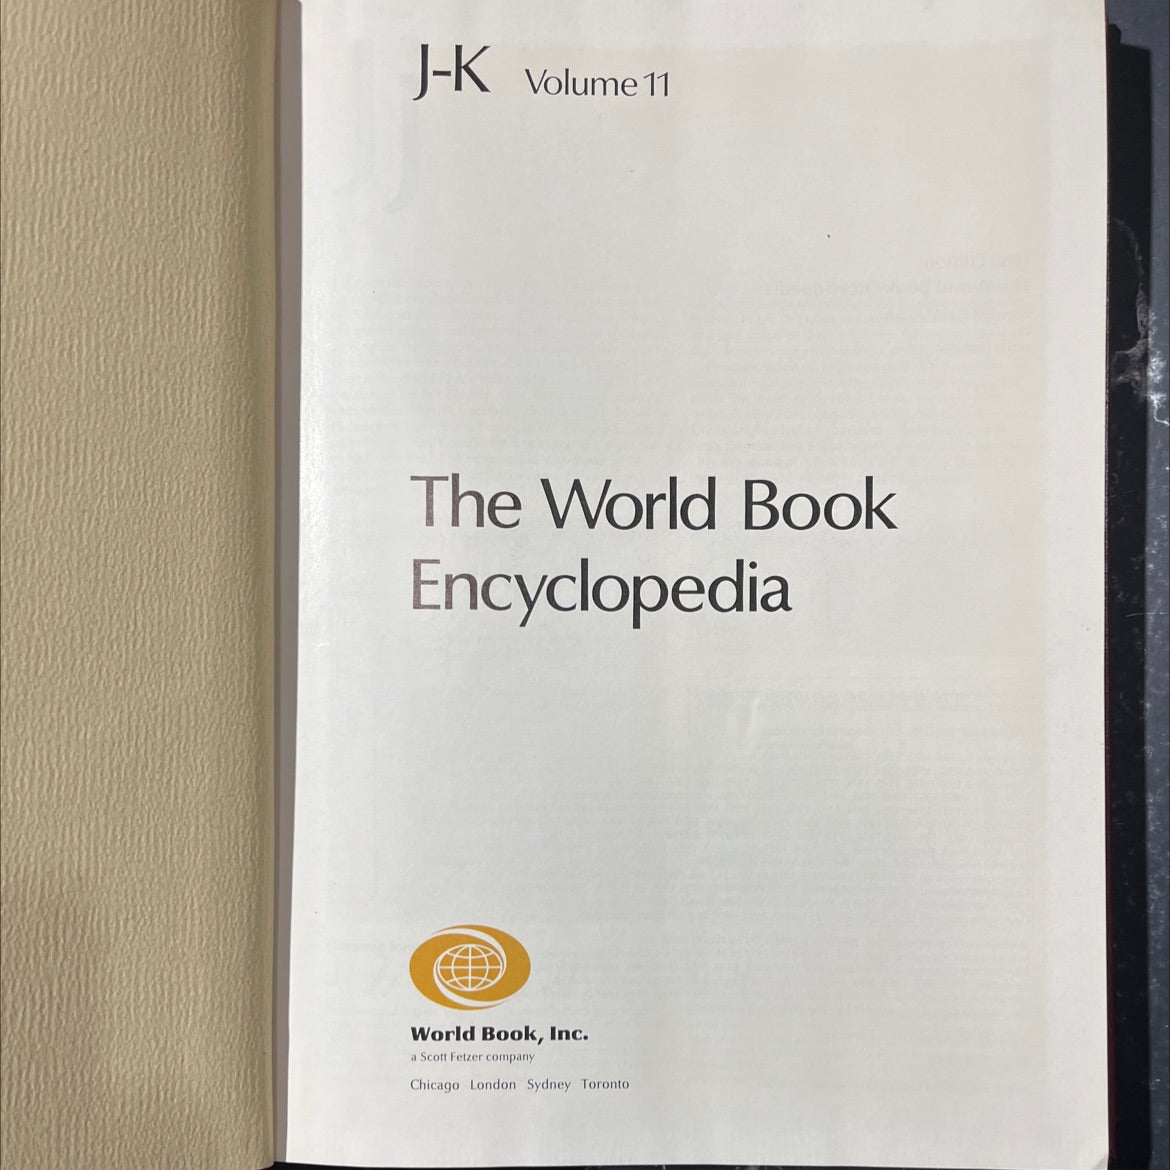 J-K Volume 11
The World Book
Encyclopedia
World Book, Inc.
a Scott Fetzer company
Chicago London Sydney Toronto